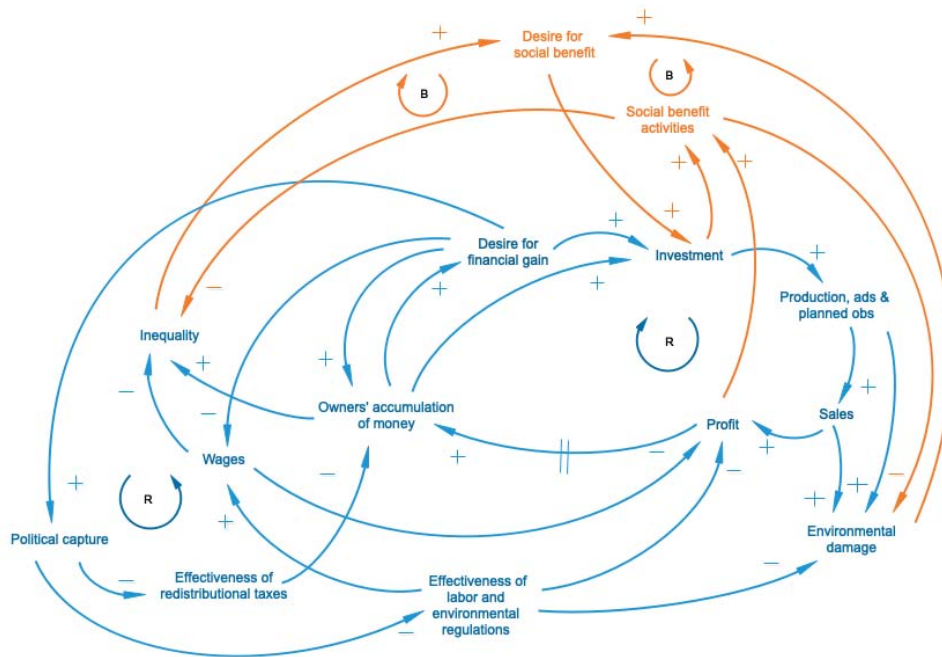 Desire for
social benefit
B
B
Social benefit
activities
Desire for
financial gain
Investment
Production, ads &
planned obs
Inequality
R
Owners' accumulation
of money
Profit
Sales
Wages
R
Political capture
Environmental
damage
Effectiveness of
redistributional taxes
Effectiveness of
labor and
environmental
regulations